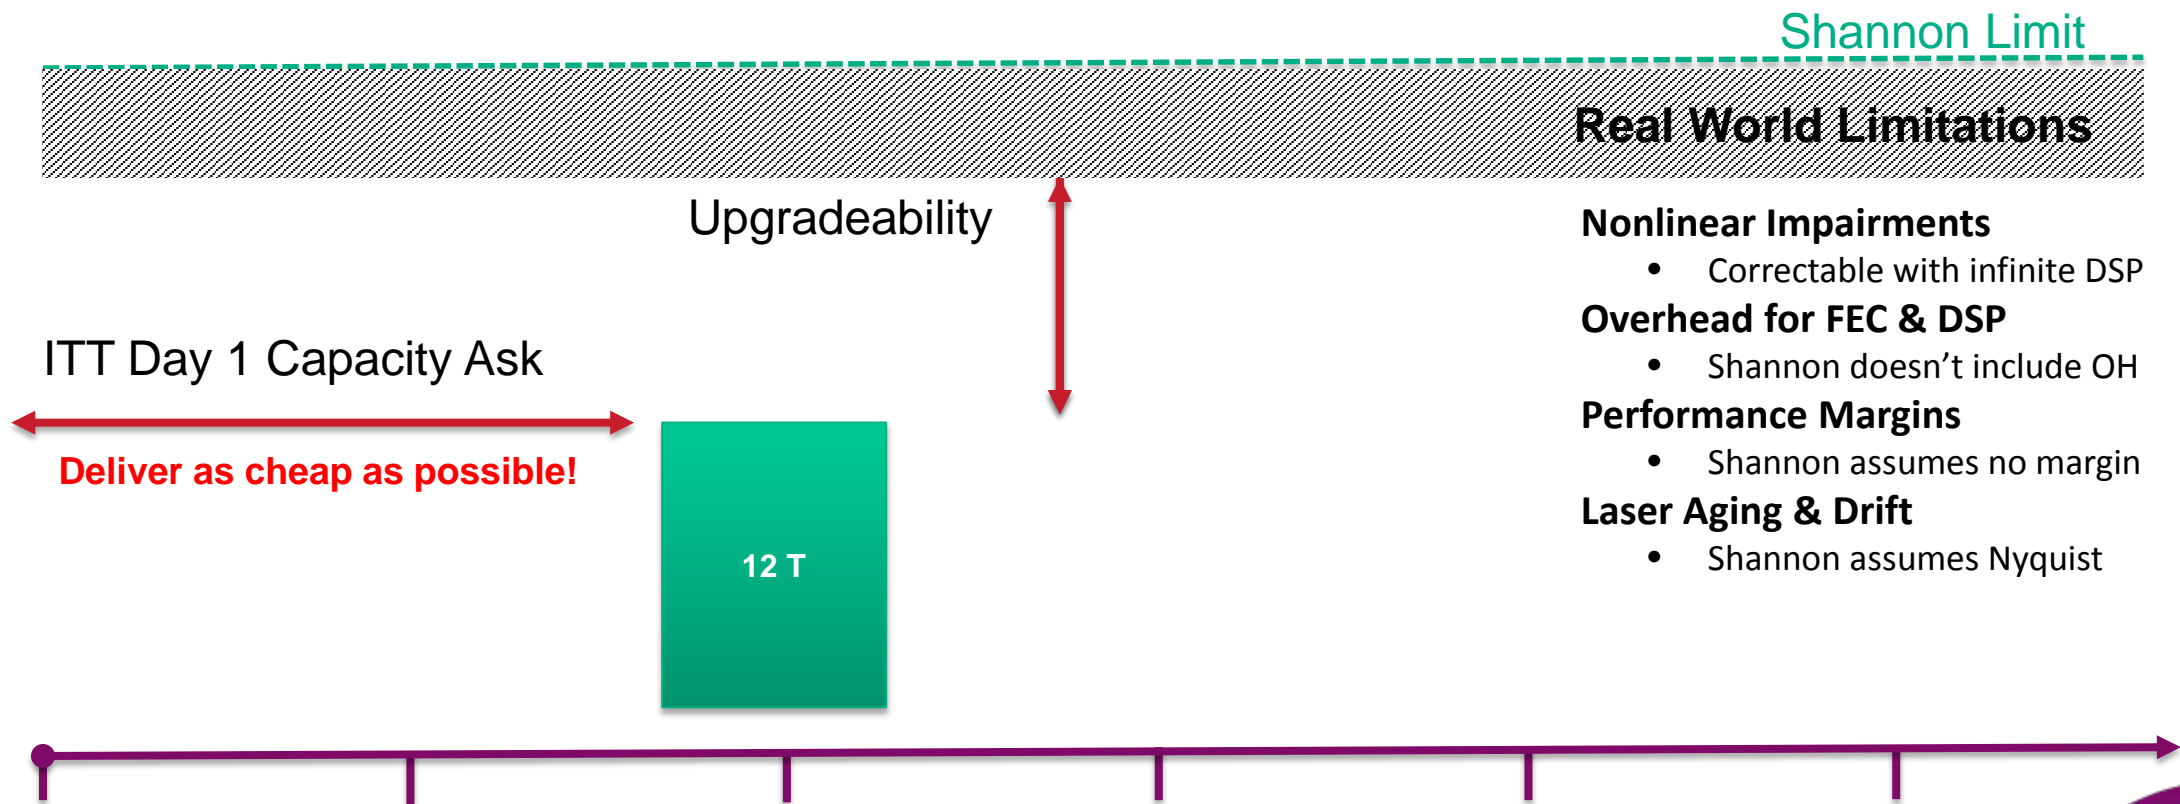 Shannon Limit
Real World Limitations
Upgradeability
ITT Day 1 Capacity Ask
Deliver as cheap as possible!
12 T
Nonlinear Impairments
• Correctable with infinite DSP
Overhead for FEC & DSP
• Shannon doesn’t include OH
Performance Margins
• Shannon assumes no margin
Laser Aging & Drift
• Shannon assumes Nyquist